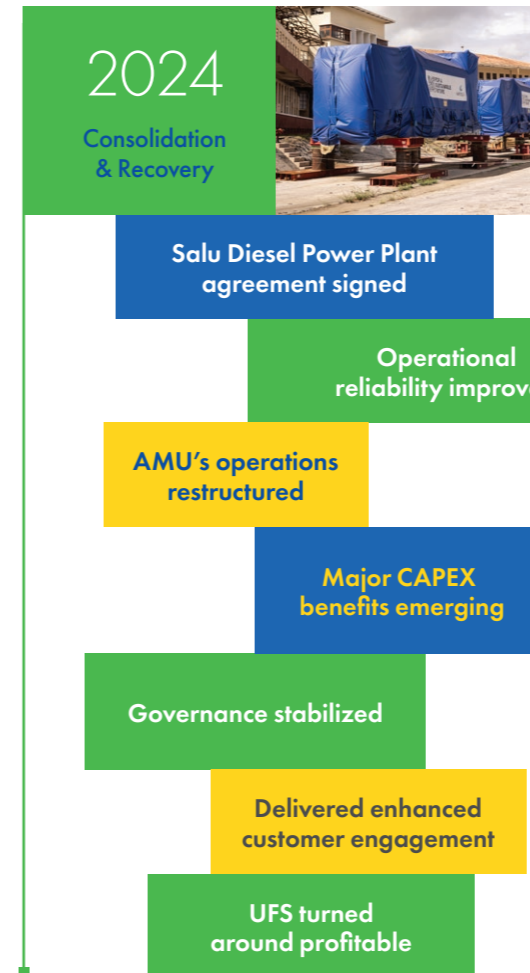 2024
Consolidation
& Recovery
Salu Diesel Power Plant
agreement signed
Operational
reliability
AMU's operations
restructured
Major CAPEX
benefits emerging
Governance stabilized
Delivered enhanced
customer engagement
UFS turned
around profitable